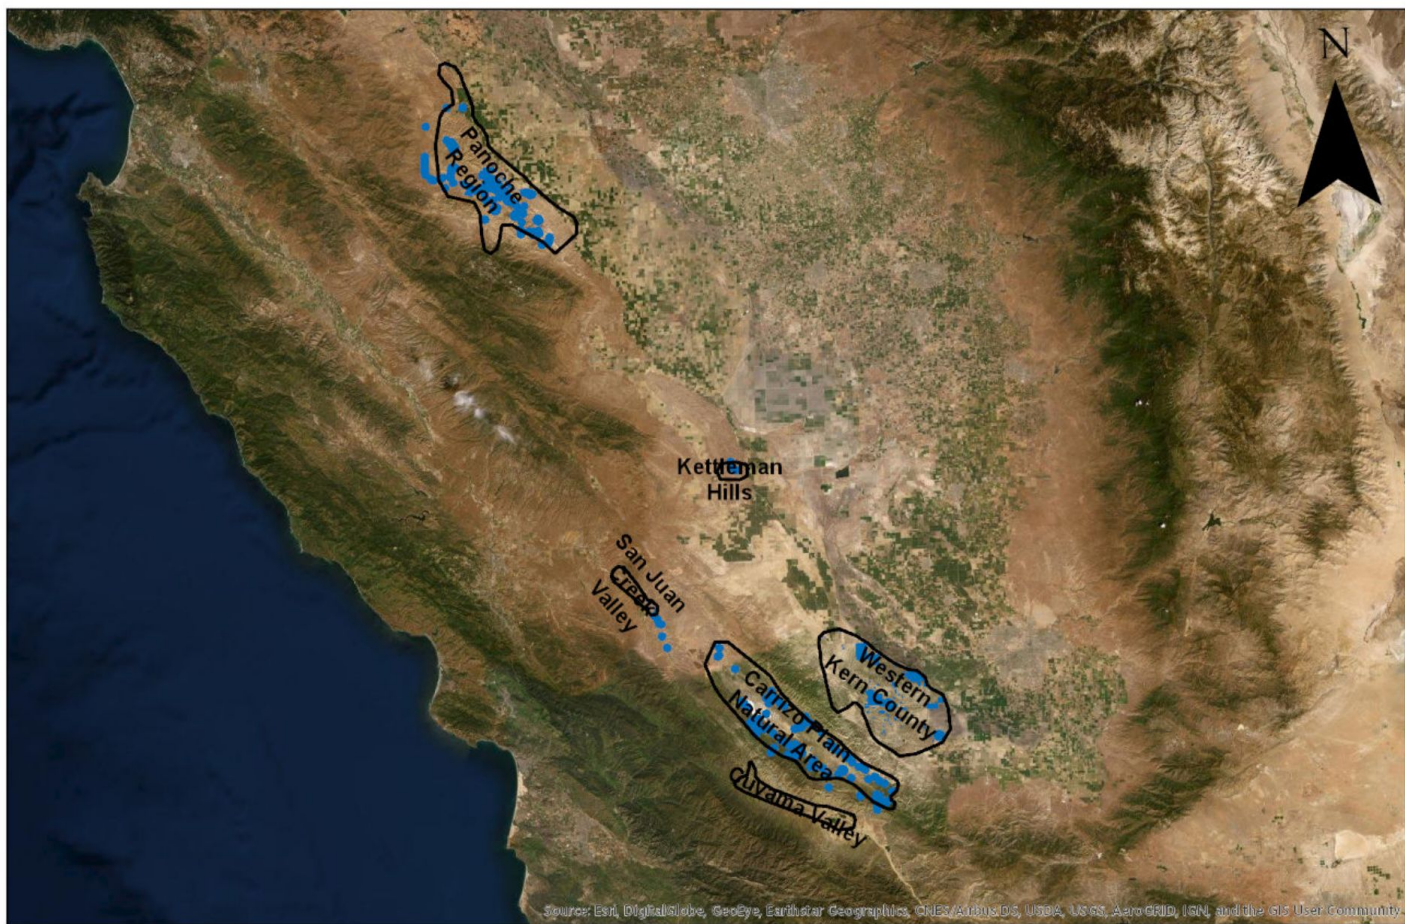 N
Panoche
Region
Kettleman
Hills
San Juan
Creek
Valley
Western
Kern County
Carrizo Plain
Natural Area
Cuyama Valley
Source: Esri, DigitalGlobe, GeoEye, Earthstar Geographics, CNES/Airbus DS, USDA, USGS, AeroGRID, IGN, and the GIS User Community